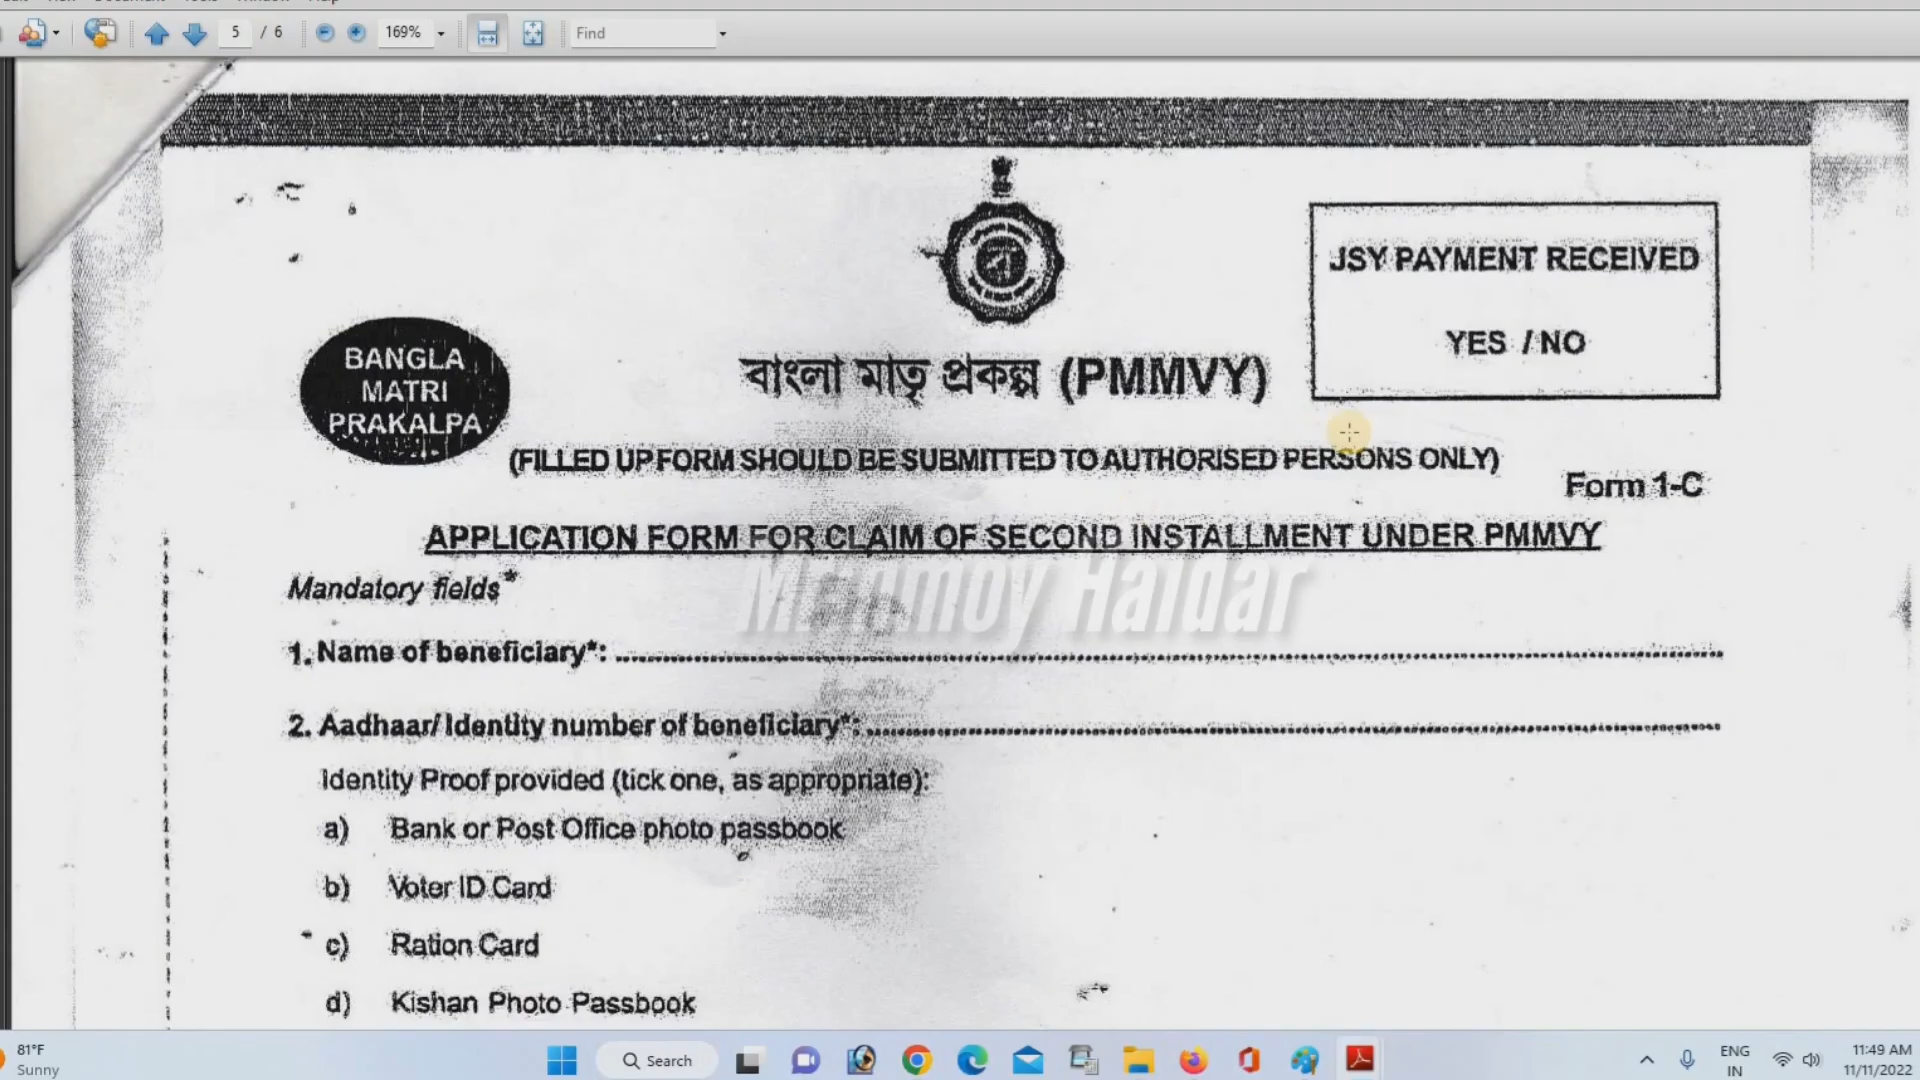 5 / 6
169%
Find
JSY PAYMENT RECEIVED
YES / NO
BANGLA
MATRI
PRAKALPA
বাংলা মাতৃ প্রকল্প (PMMVY)
(FILLED UP FORM SHOULD BE SUBMITTED TO AUTHORISED PERSONS ONLY)
Form 1-C
APPLICATION FORM FOR CLAIM OF SECOND INSTALLMENT UNDER PMMVY
Mandatory fields*
Haldar
1. Name of beneficiary*:
2. Aadhaar/ Identity number of beneficiary*:
Identity Proof provided (tick one, as appropriate):
a) Bank or Post Office photo passbook
b) Voter ID Card
c) Ration Card
d) Kishan Photo Passbook
81°F
Sunny
Search
ENG
IN
11:49 AM
11/11/2022